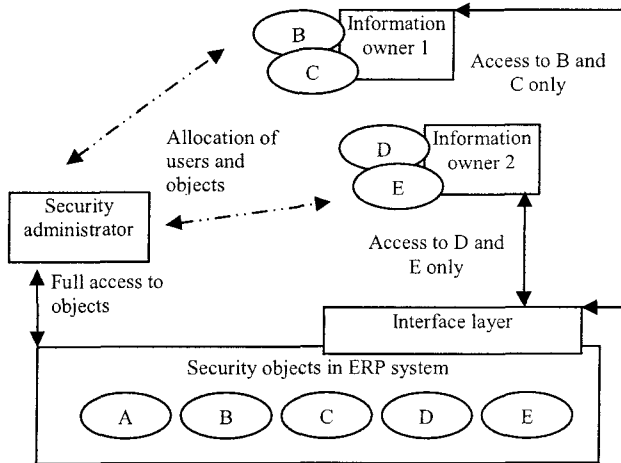 B
C
Information
owner 1
Access to B and
C only
Allocation of
users and
objects
D
E
Information
owner 2
Security
administrator
Access to D and
E only
Full access to
objects
Interface layer
Security objects in ERP system
A
B
C
D
E